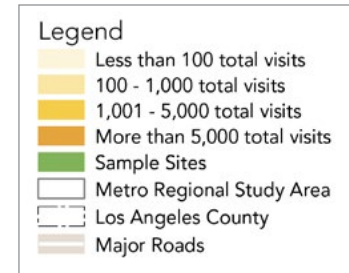 Legend
Less than 100 total visits
100 - 1,000 total visits
1,001 - 5,000 total visits
More than 5,000 total visits
Sample Sites
Metro Regional Study Area
Los Angeles County
Major Roads